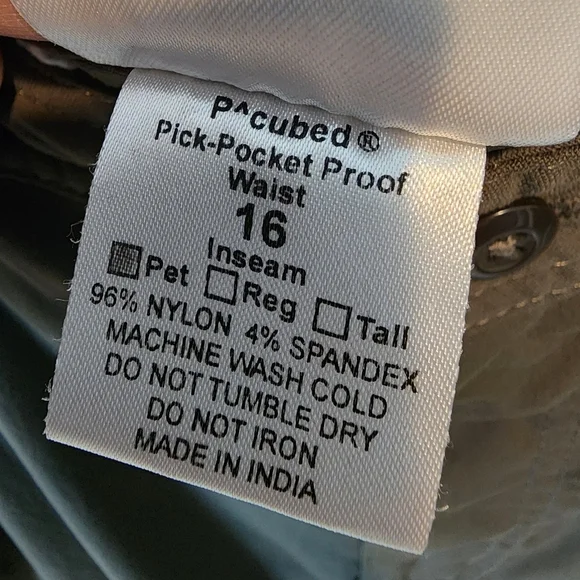 P^cubed®
Pick-Pocket Proof
Waist
16
Inseam
Pet Reg Tall
96% NYLON 4% SPANDEX
MACHINE WASH COLD
DO NOT TUMBLE DRY
DO NOT IRON
MADE IN INDIA